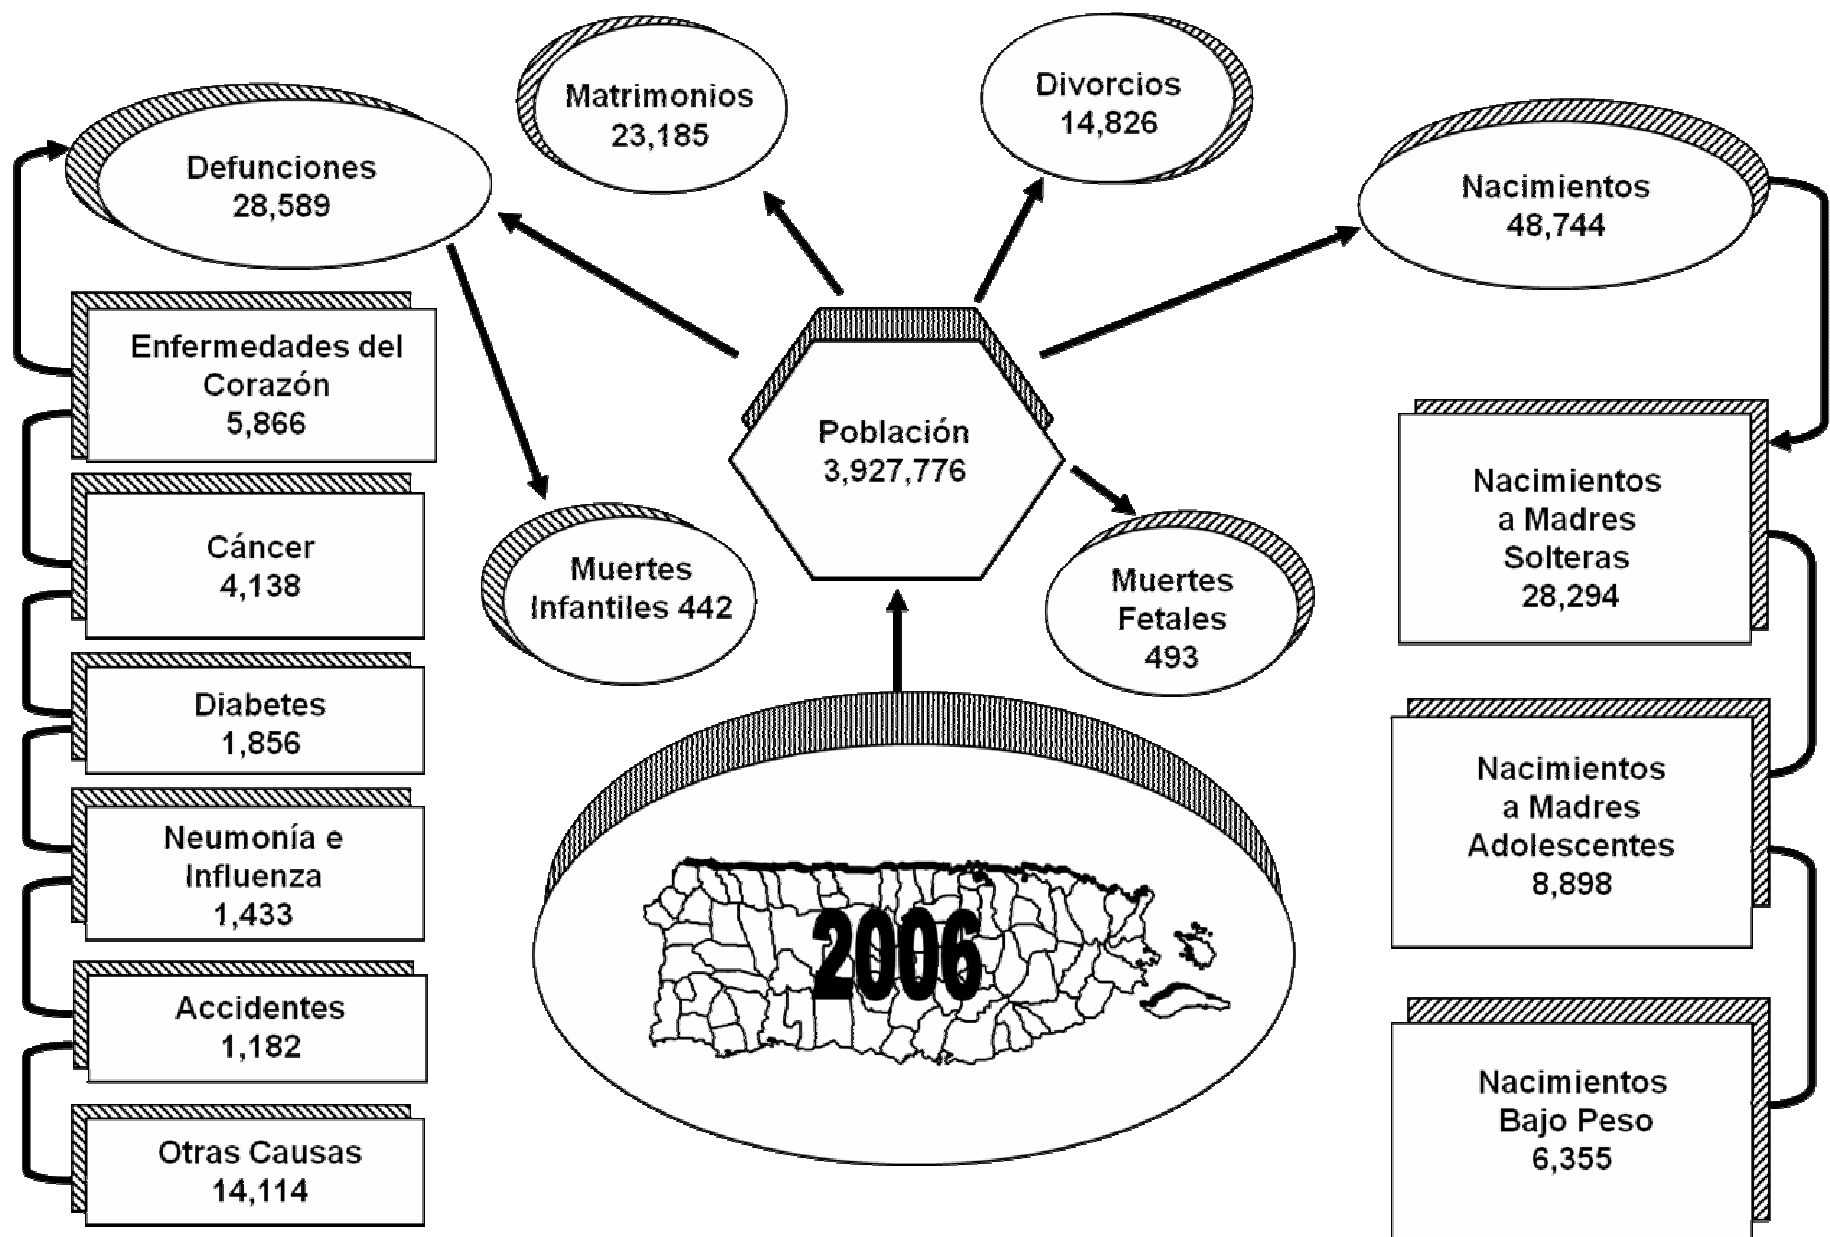 Matrimonios
23,185
Divorcios
14,826
Defunciones
28,589
Nacimientos
48,744
Enfermedades del
Corazón
5,866
Cáncer
4,138
Diabetes
1,856
Neumonía e
Influenza
1,433
Accidentes
1,182
Otras Causas
14,114
Población
3,927,776
Muertes
Infantiles 442
Muertes
Fetales
493
2006
Nacimientos
a Madres
Solteras
28,294
Nacimientos
a Madres
Adolescentes
8,898
Nacimientos
Bajo Peso
6,355